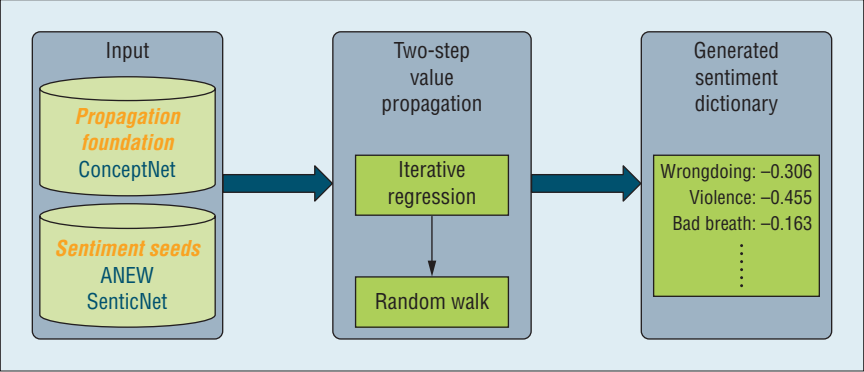 Input
Propagation
foundation
ConceptNet
Sentiment seeds
ANEW
SenticNet
Two-step
value
propagation
Iterative
regression
Random walk
Generated
sentiment
dictionary
Wrongdoing: –0.306
Violence: –0.455
Bad breath: –0.163